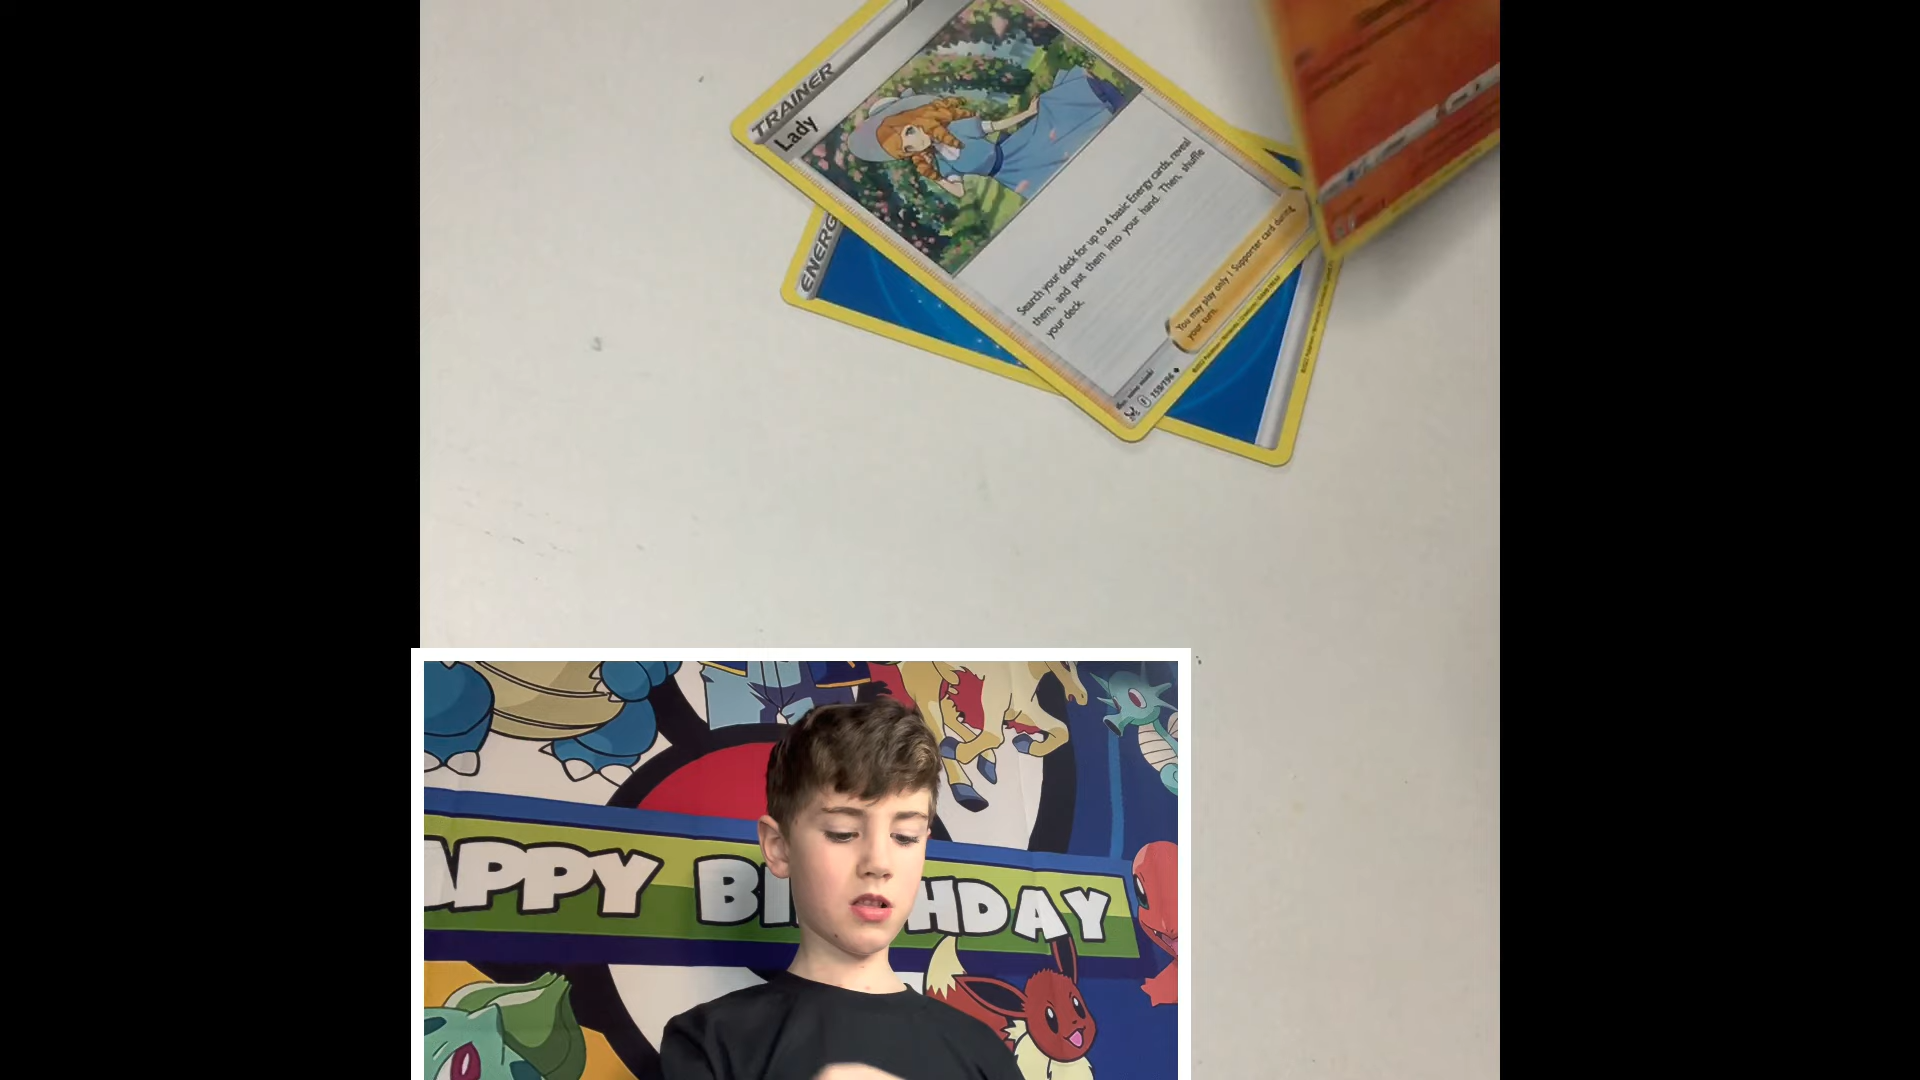 TRAINER
Lady
Search your deck for up to 4 basic Energy cards, reveal
them, and put them into your hand. Then, shuffle
your deck.
You may play only 1 Supporter card during
your turn.
159/196
ENERG
APPY BI HDAY